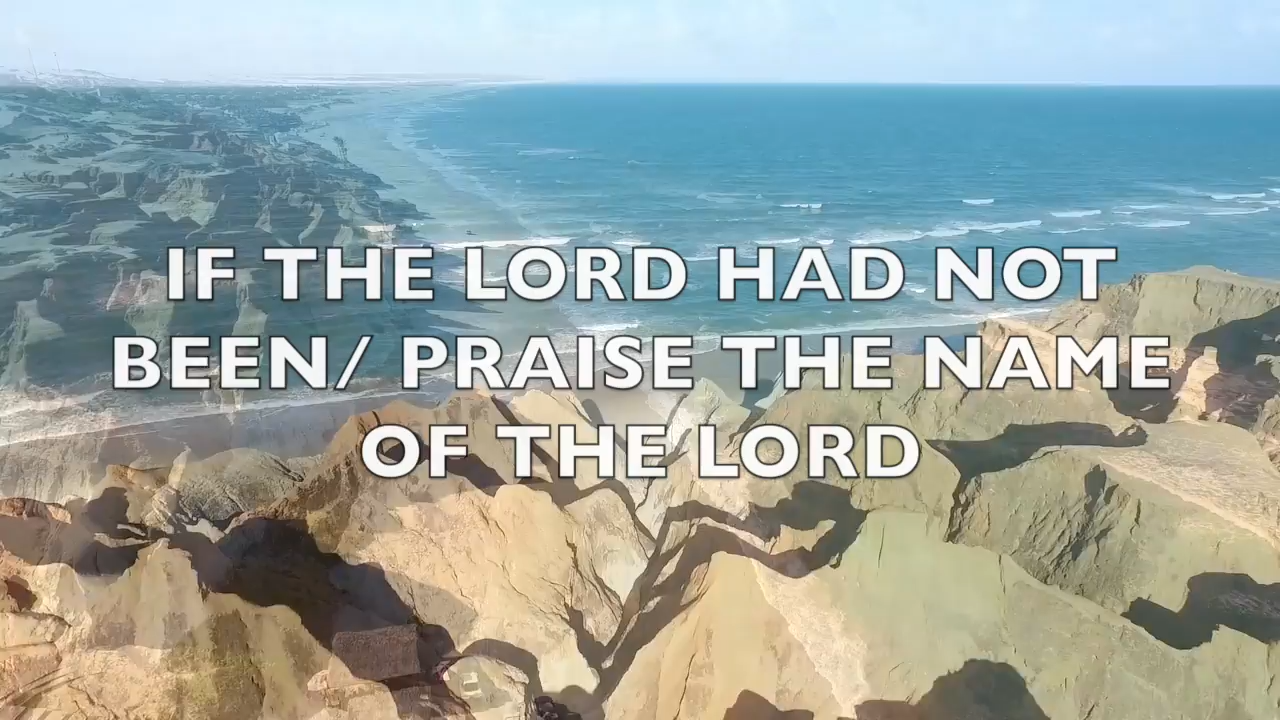 IF THE LORD HAD NOT
BEEN/ PRAISE THE NAME
OF THE LORD